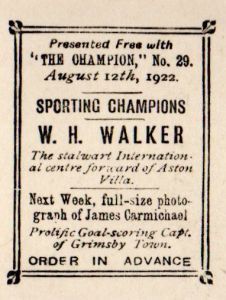 Presented Free with
"THE CHAMPION," No. 29.
August 12th, 1922.
SPORTING CHAMPIONS
W. H. WALKER
The stalwart Internation-
al centre forward of Aston
Villa.
Next Week, full-size photo-
graph of James Carmichael
Prolific Goal-scoring Capt.
of Grimsby Town.
ORDER IN ADVANCE